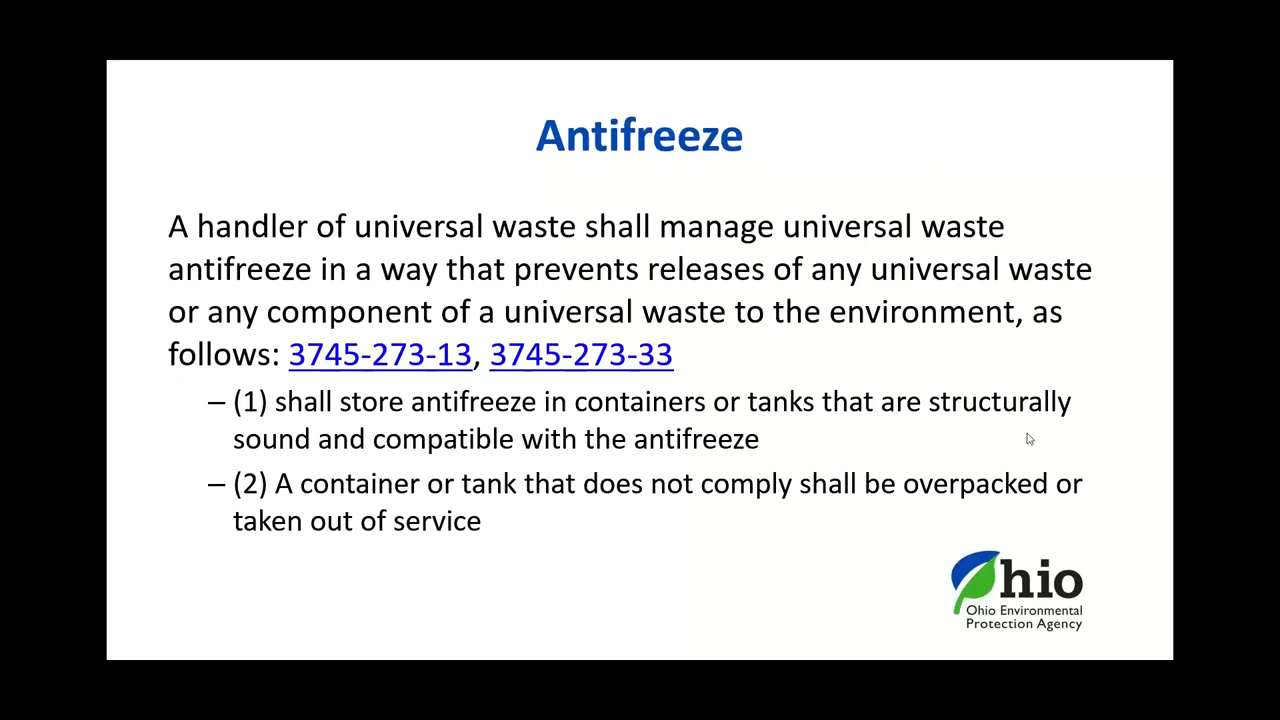 Antifreeze
A handler of universal waste shall manage universal waste
antifreeze in a way that prevents releases of any universal waste
or any component of a universal waste to the environment, as
follows: 3745-273-13, 3745-273-33
– (1) shall store antifreeze in containers or tanks that are structurally
sound and compatible with the antifreeze
– (2) A container or tank that does not comply shall be overpacked or
taken out of service
Ohio
Ohio Environmental
Protection Agency